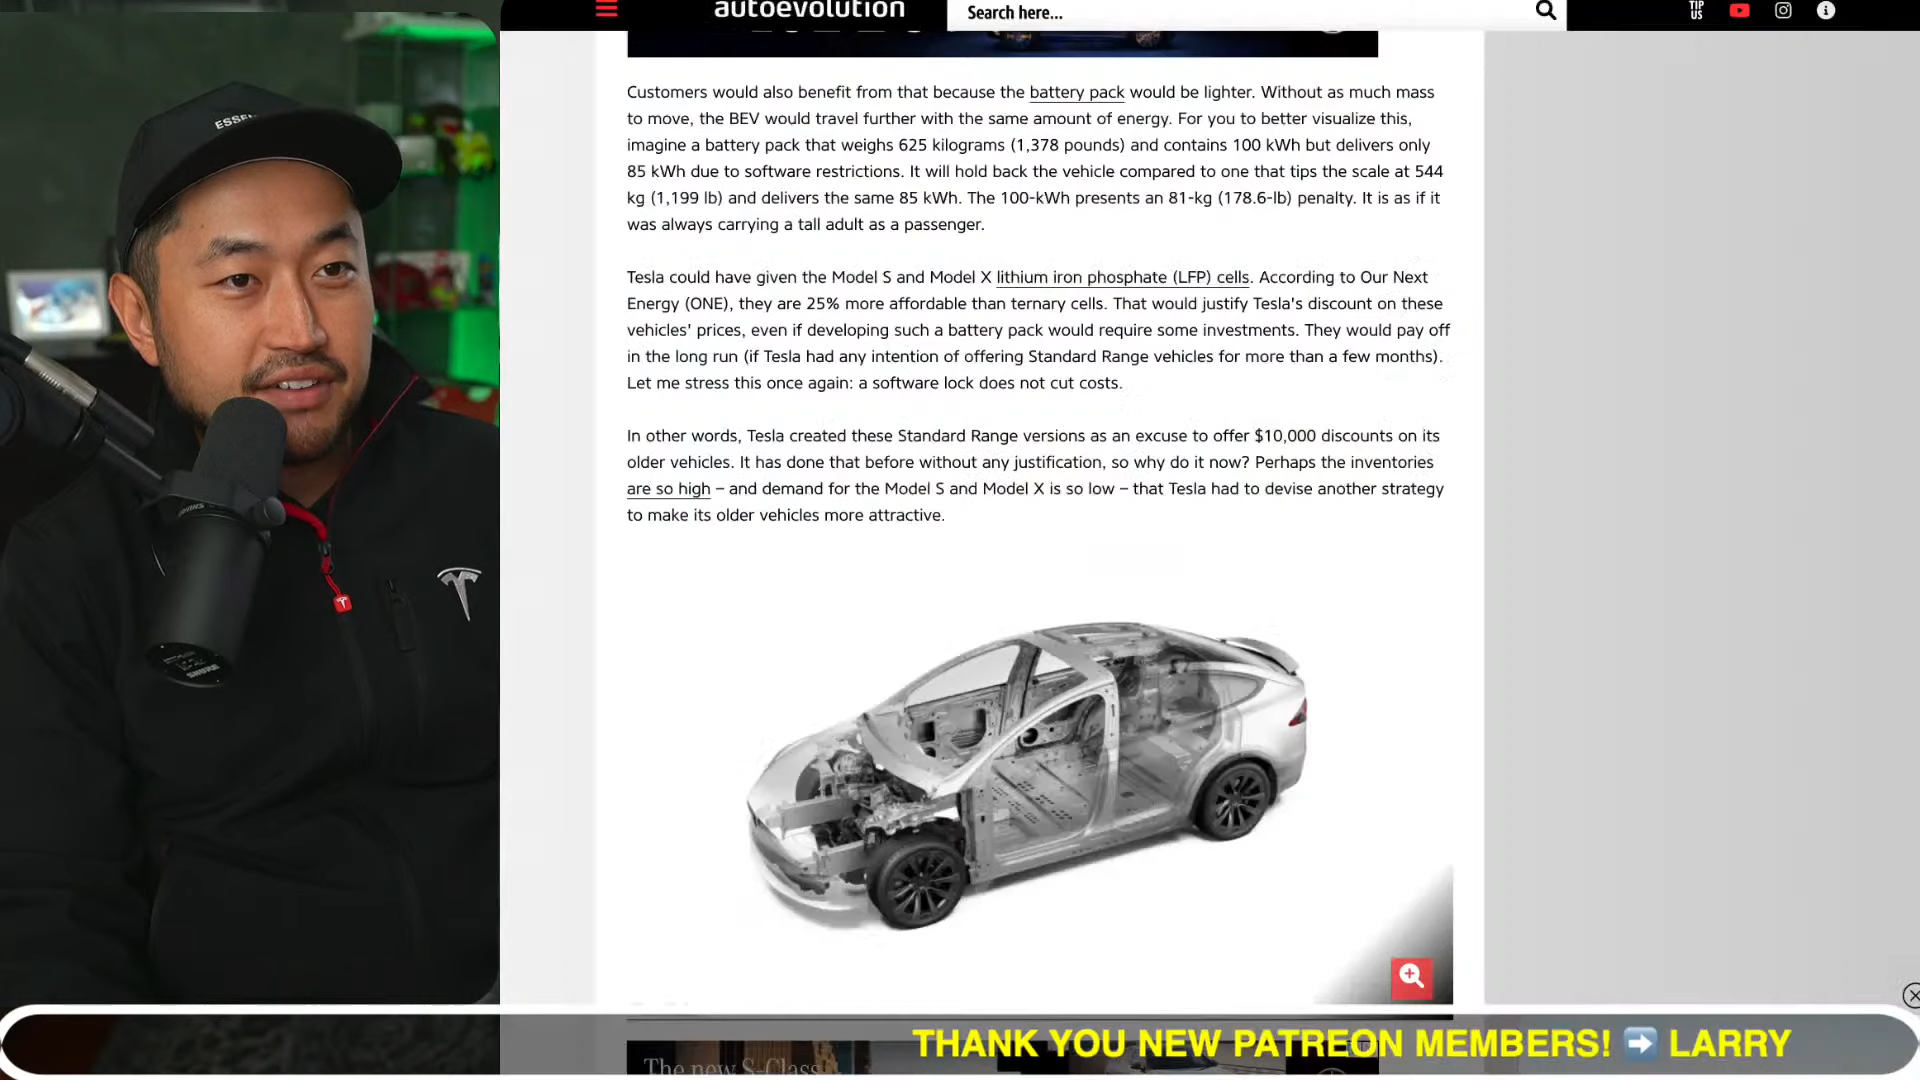 autoevolution
Search here...
TIP
US
Customers would also benefit from that because the battery pack would be lighter. Without as much mass
to move, the BEV would travel further with the same amount of energy. For you to better visualize this,
imagine a battery pack that weighs 625 kilograms (1,378 pounds) and contains 100 kWh but delivers only
85 kWh due to software restrictions. It will hold back the vehicle compared to one that tips the scale at 544
kg (1,199 lb) and delivers the same 85 kWh. The 100-kWh presents an 81-kg (178.6-lb) penalty. It is as if it
was always carrying a tall adult as a passenger.
Tesla could have given the Model S and Model X lithium iron phosphate (LFP) cells. According to Our Next
Energy (ONE), they are 25% more affordable than ternary cells. That would justify Tesla's discount on these
vehicles' prices, even if developing such a battery pack would require some investments. They would pay off
in the long run (if Tesla had any intention of offering Standard Range vehicles for more than a few months).
Let me stress this once again: a software lock does not cut costs.
In other words, Tesla created these Standard Range versions as an excuse to offer $10,000 discounts on its
older vehicles. It has done that before without any justification, so why do it now? Perhaps the inventories
are so high – and demand for the Model S and Model X is so low – that Tesla had to devise another strategy
to make its older vehicles more attractive.
The new S-Class
THANK YOU NEW PATREON MEMBERS! ➡️ LARRY